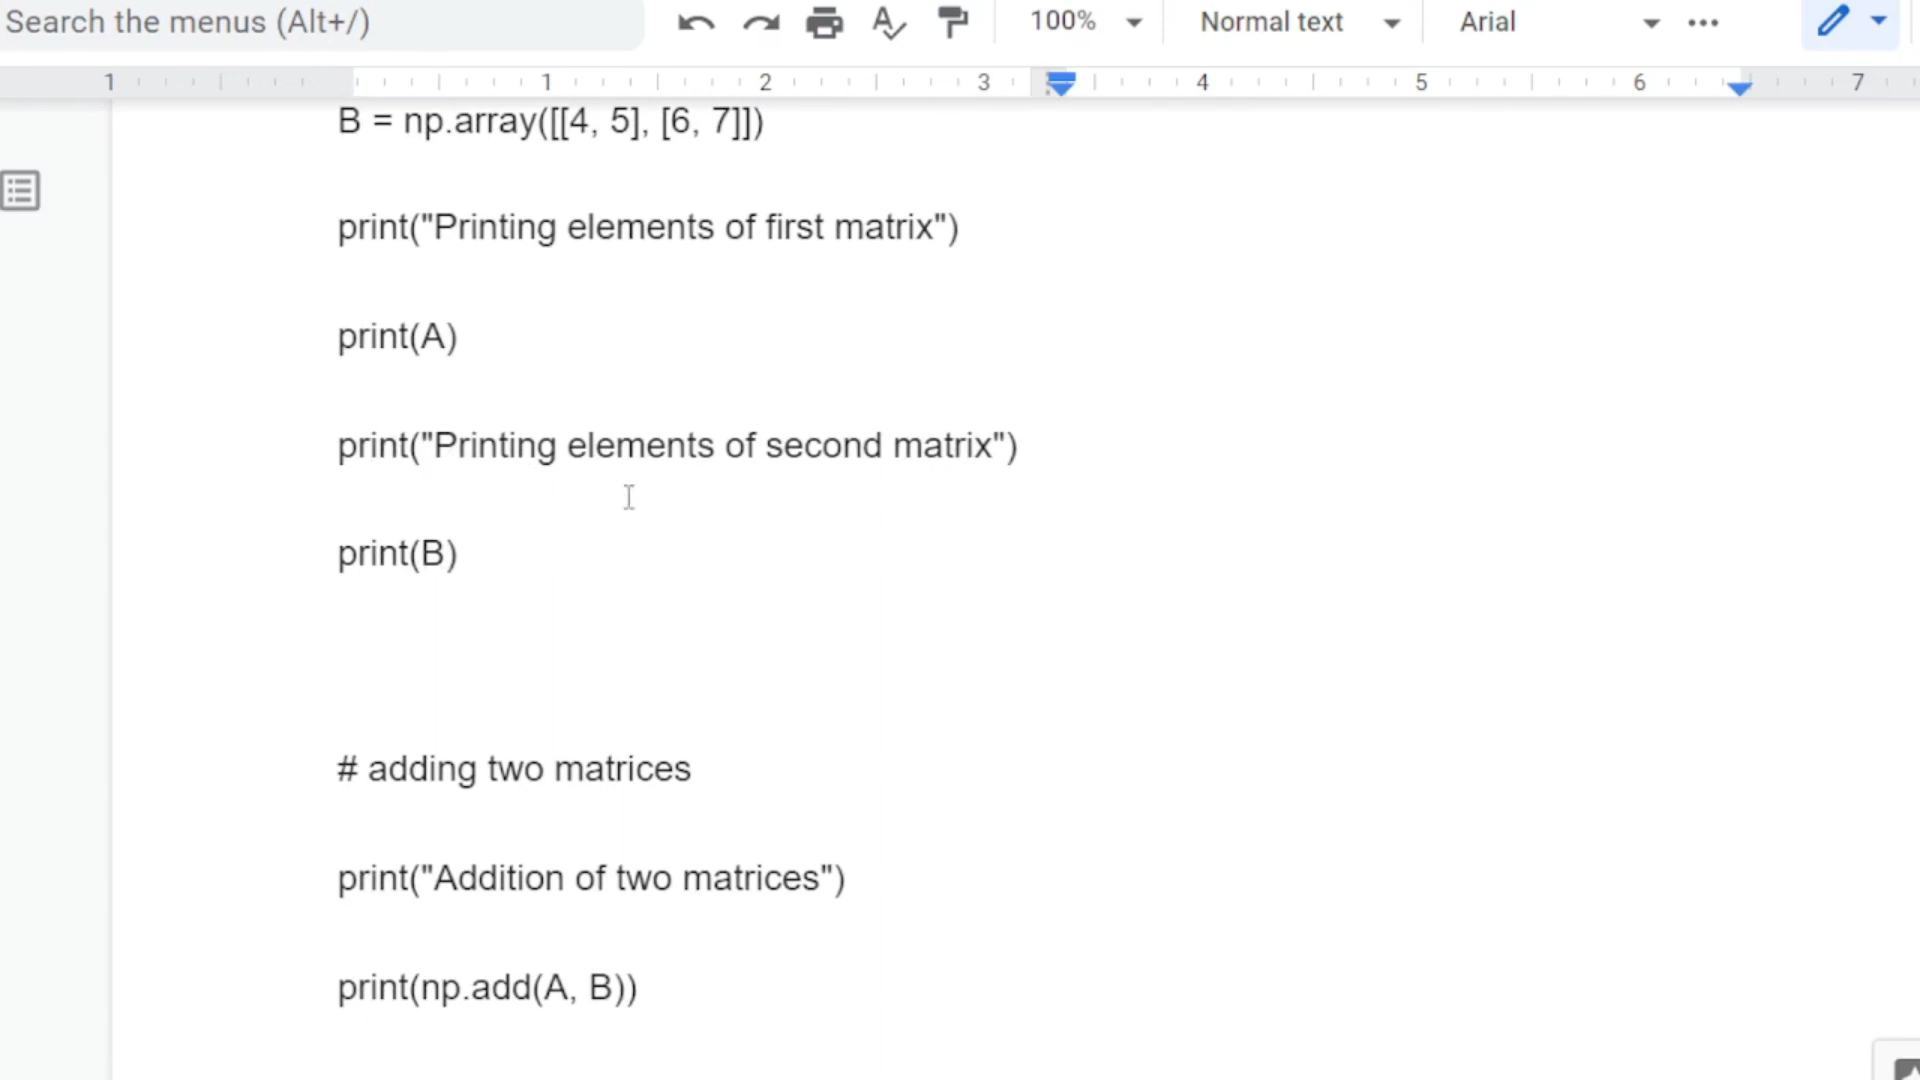 Search the menus (Alt+/)
100%
Normal text
Arial
1 1 2 3 4 5 6 7
B = np.array([[4, 5], [6, 7]])
print("Printing elements of first matrix")
print(A)
print("Printing elements of second matrix")
print(B)
# adding two matrices
print("Addition of two matrices")
print(np.add(A, B))